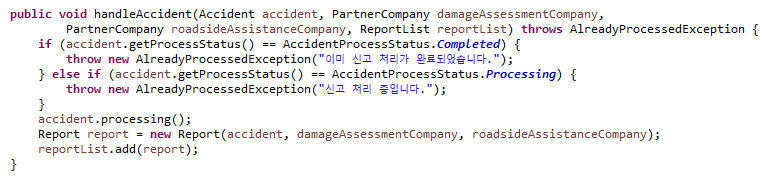 public void handleAccident(Accident accident, PartnerCompany damageAssessmentCompany,
PartnerCompany roadsideAssistanceCompany, ReportList reportList) throws AlreadyProcessedException {
if (accident.getProcessStatus() == AccidentProcessStatus.Completed) {
throw new AlreadyProcessedException("이미 신고 처리가 완료되었습니다.");
} else if (accident.getProcessStatus() == AccidentProcessStatus.Processing) {
throw new AlreadyProcessedException("신고 처리 중입니다.");
}
accident.processing();
Report report = new Report(accident, damageAssessmentCompany, roadsideAssistanceCompany);
reportList.add(report);
}